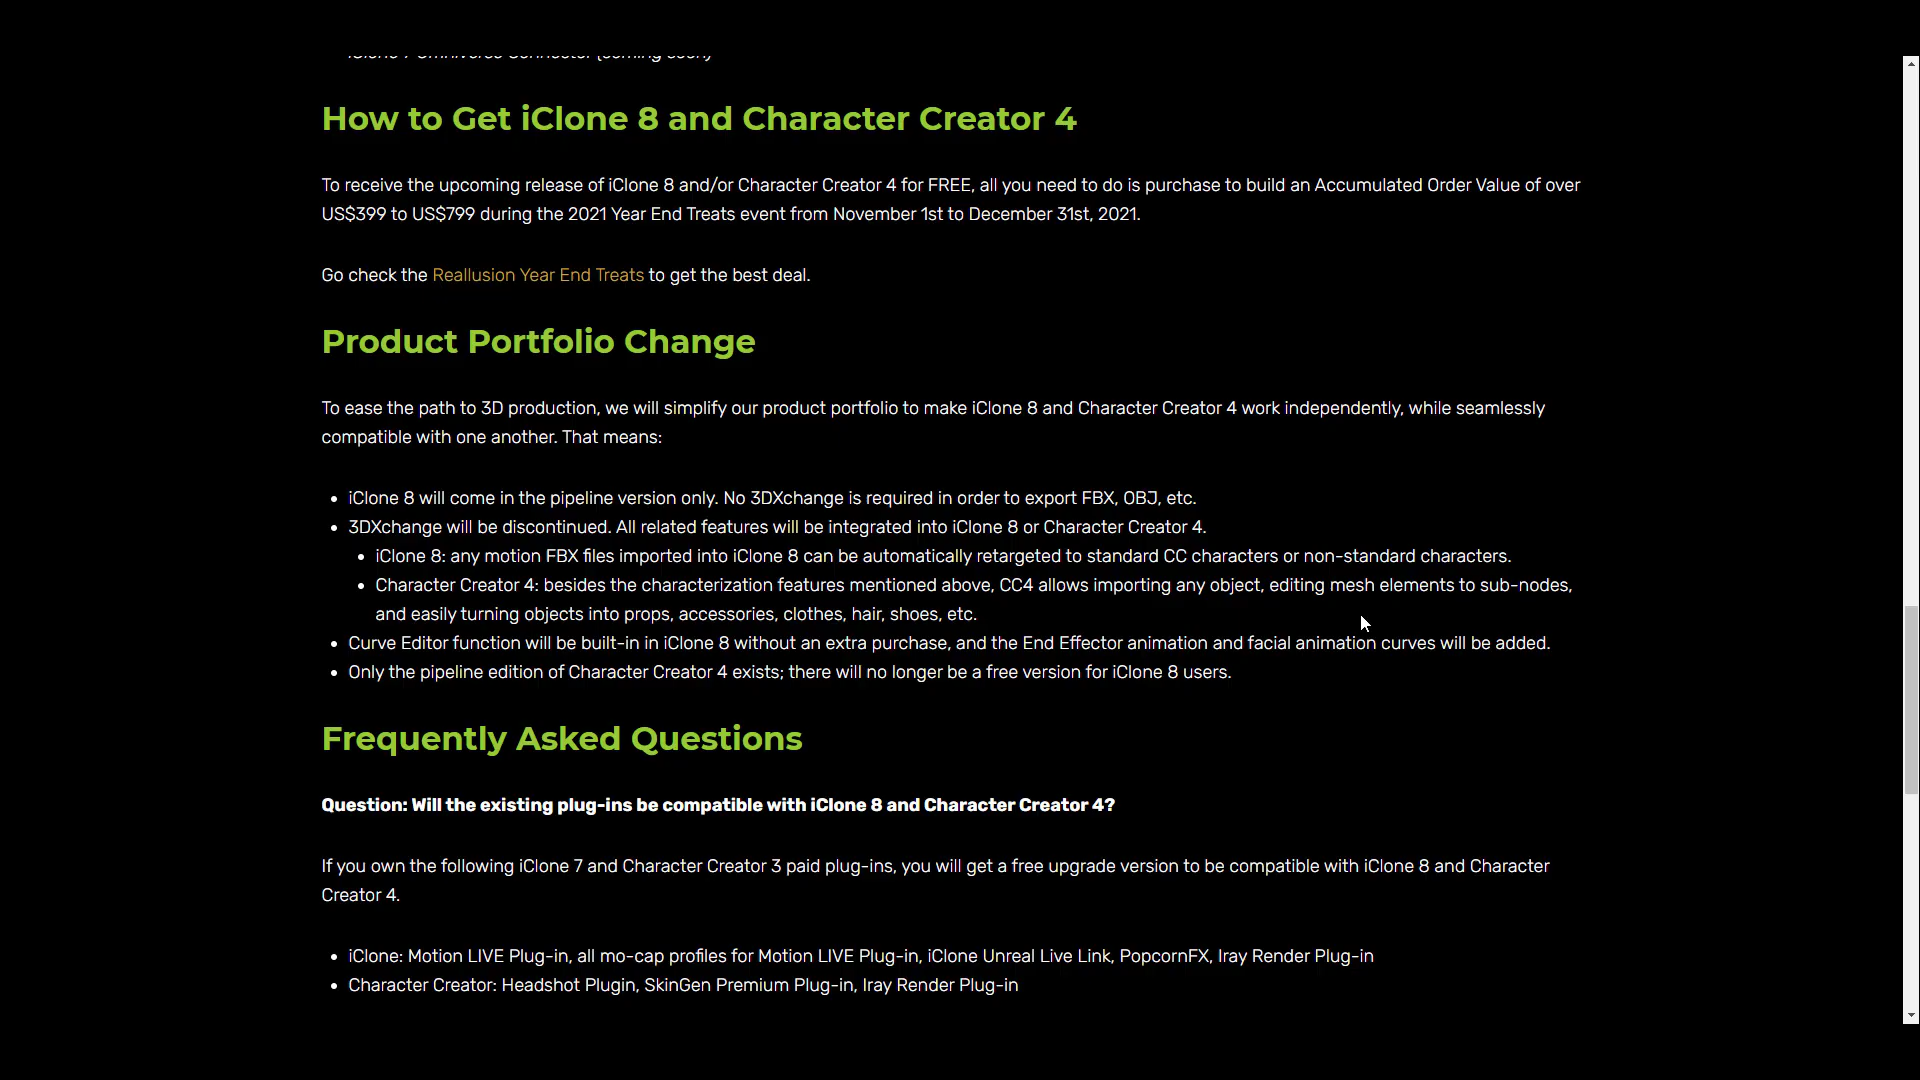 iClone 7 Omniverse Connector (coming soon)
How to Get iClone 8 and Character Creator 4
To receive the upcoming release of iClone 8 and/or Character Creator 4 for FREE, all you need to do is purchase to build an Accumulated Order Value of over
US$399 to US$799 during the 2021 Year End Treats event from November 1st to December 31st, 2021.
Go check the Reallusion Year End Treats to get the best deal.
Product Portfolio Change
To ease the path to 3D production, we will simplify our product portfolio to make iClone 8 and Character Creator 4 work independently, while seamlessly
compatible with one another. That means:
iClone 8 will come in the pipeline version only. No 3DXchange is required in order to export FBX, OBJ, etc.
3DXchange will be discontinued. All related features will be integrated into iClone 8 or Character Creator 4.
iClone 8: any motion FBX files imported into iClone 8 can be automatically retargeted to standard CC characters or non-standard characters.
Character Creator 4: besides the characterization features mentioned above, CC4 allows importing any object, editing mesh elements to sub-nodes,
and easily turning objects into props, accessories, clothes, hair, shoes, etc.
Curve Editor function will be built-in in iClone 8 without an extra purchase, and the End Effector animation and facial animation curves will be added.
Only the pipeline edition of Character Creator 4 exists; there will no longer be a free version for iClone 8 users.
Frequently Asked Questions
Question: Will the existing plug-ins be compatible with iClone 8 and Character Creator 4?
If you own the following iClone 7 and Character Creator 3 paid plug-ins, you will get a free upgrade version to be compatible with iClone 8 and Character
Creator 4.
iClone: Motion LIVE Plug-in, all mo-cap profiles for Motion LIVE Plug-in, iClone Unreal Live Link, PopcornFX, Iray Render Plug-in
Character Creator: Headshot Plugin, SkinGen Premium Plug-in, Iray Render Plug-in